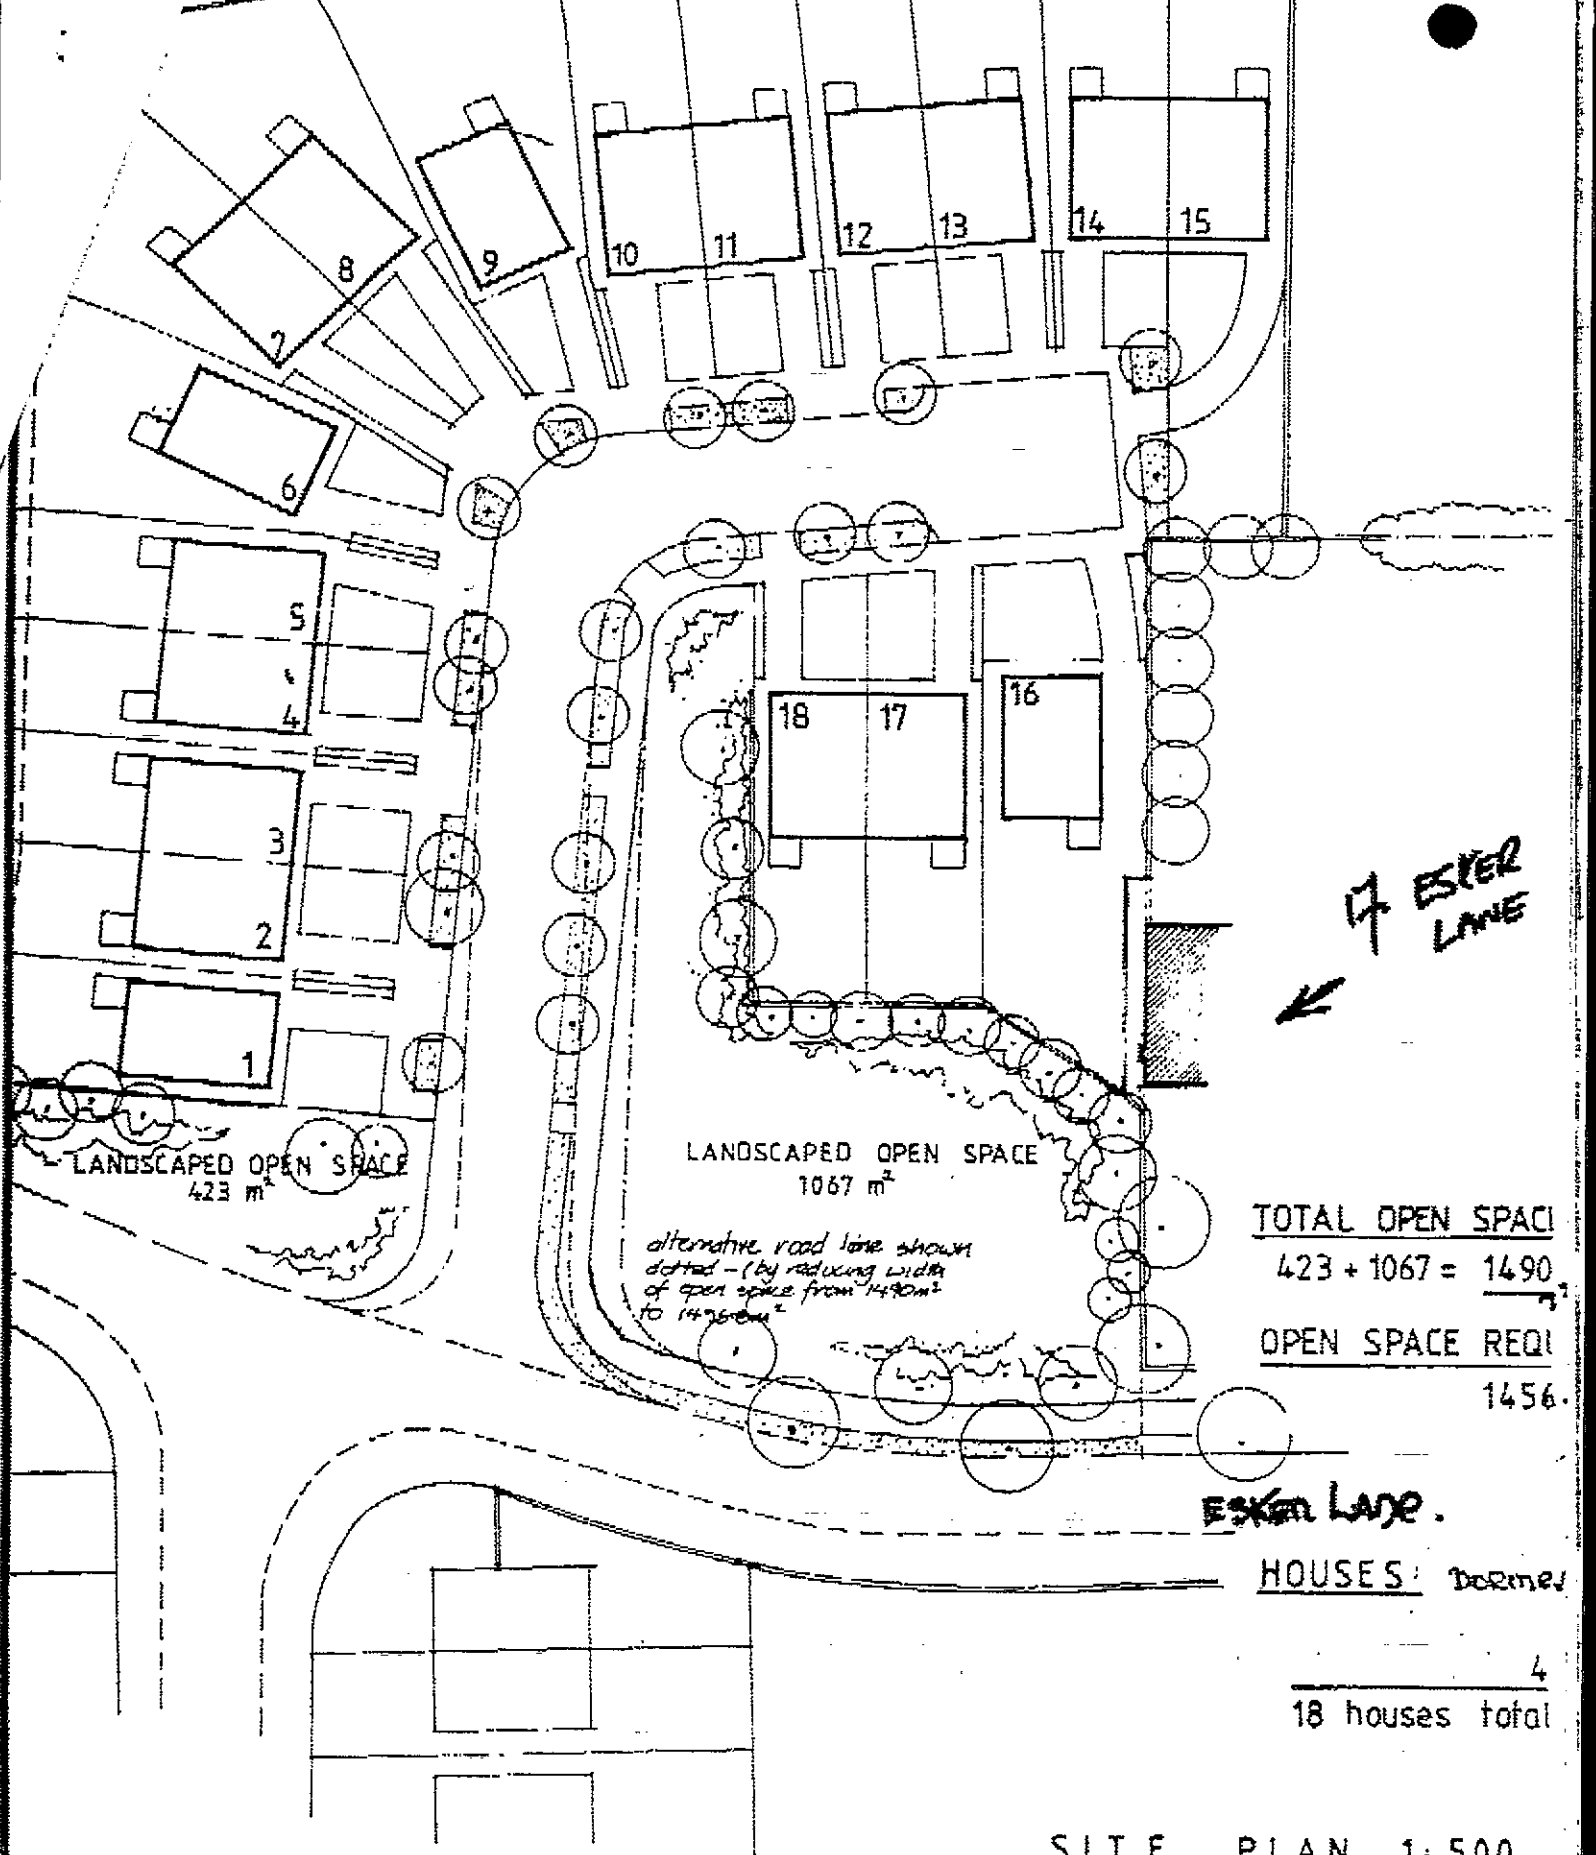 8
9
10
11
12
13
14
15
7
6
5
4
3
2
1
18
17
16
ESKER
LANE
LANDSCAPED OPEN SPACE
423 m²
LANDSCAPED OPEN SPACE
1067 m²
alternative road line shown
dotted - (by reducing width
of open space from 1490m²
to
TOTAL OPEN SPAC
423 + 1067 = 1490
m²
OPEN SPACE REQU
1456.
ESKER LANE.
HOUSES: DORMER
4
18 houses total
SITE PLAN 1:500